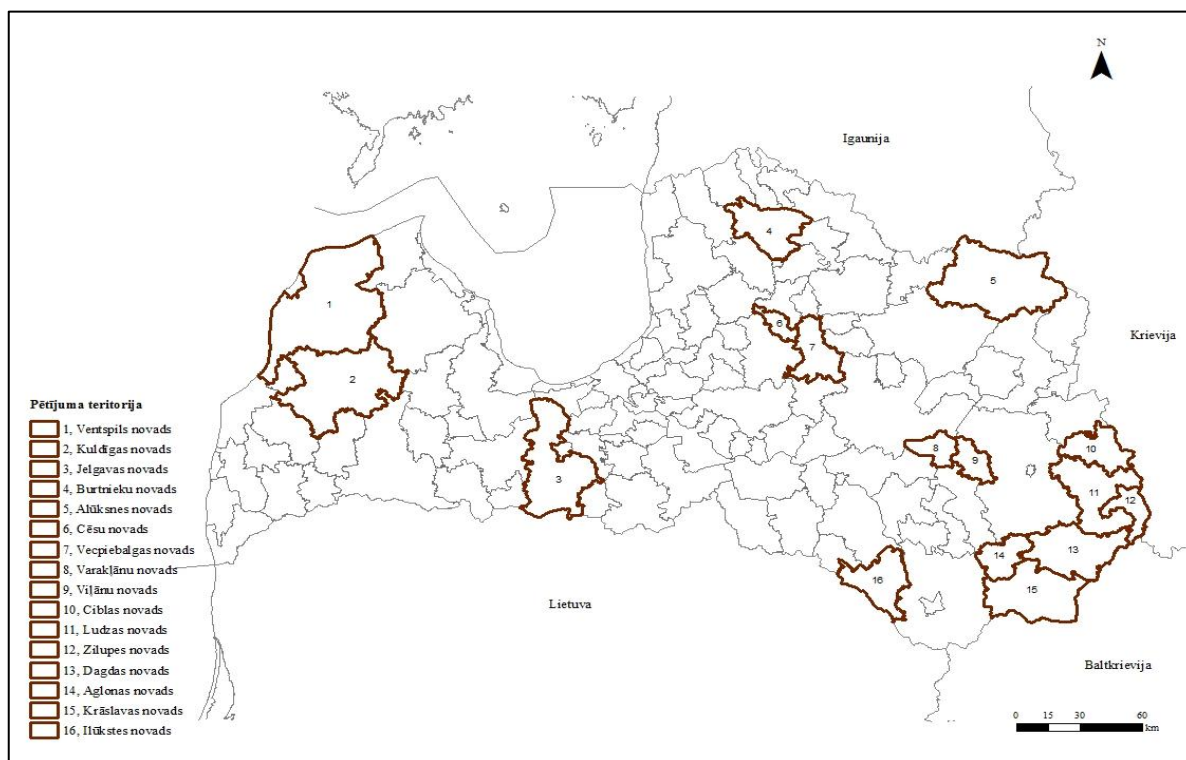 N
Igaunija
Krievija
Lietuva
Baltkrievija
1
2
3
4
5
6
7
8
9
10
11
12
13
14
15
16
Pētījuma teritorija
1, Ventspils novads
2, Kuldīgas novads
3, Jelgavas novads
4, Burtnieku novads
5, Alūksnes novads
6, Cēsu novads
7, Vecpiebalgas novads
8, Varakļānu novads
9, Viļānu novads
10, Ciblas novads
11, Ludzas novads
12, Zilupes novads
13, Dagdas novads
14, Aglonas novads
15, Krāslavas novads
16, Ilūkstes novads
0 15 30 60
km